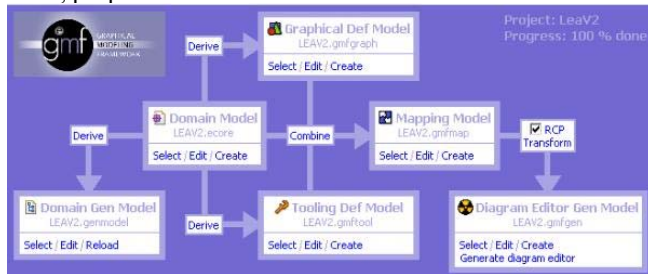 gmf
GRAPHICAL
MODELING
FRAMEWORK
Project: LeaV2
Progress: 100 % done
Derive
Graphical Def Model
LEAV2.gmfgraph
Select / Edit / Create
Derive
Domain Model
LEAV2.ecore
Select / Edit / Create
Combine
Mapping Model
LEAV2.gmfmap
Select / Edit / Create
RCP
Transform
Domain Gen Model
LEAV2.genmodel
Select / Edit / Reload
Derive
Tooling Def Model
LEAV2.gmftool
Select / Edit / Create
Diagram Editor Gen Model
LEAV2.gmfgen
Select / Edit / Create
Generate diagram editor